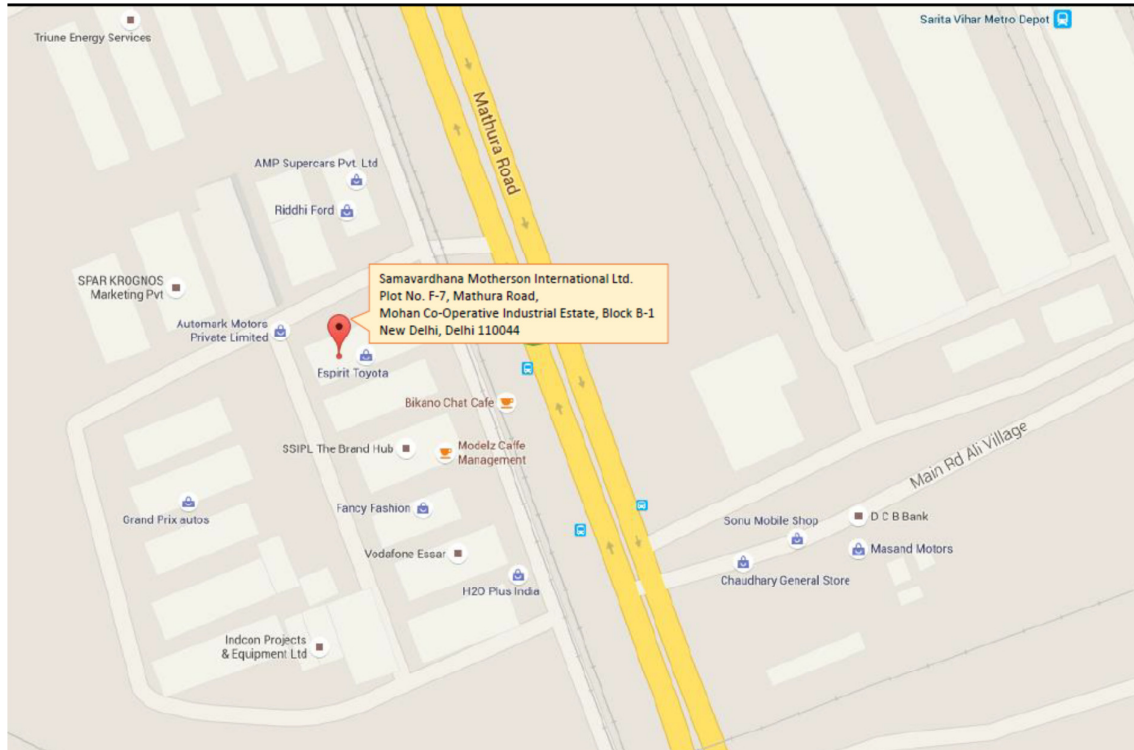 Sarita Vihar Metro Depot
Triune Energy Services
Mathura Road
AMP Supercars Pvt. Ltd
Riddhi Ford
SPAR KROGNOS
Marketing Pvt
Samavardhana Motherson International Ltd.
Plot No. F-7, Mathura Road,
Mohan Co-Operative Industrial Estate, Block B-1
New Delhi, Delhi 110044
Automark Motors
Private Limited
Espirit Toyota
Bikano Chat Cafe
SSIPL The Brand Hub
Modelz Caffe
Management
Main Rd Ali Village
Grand Prix autos
Fancy Fashion
Sonu Mobile Shop
D C B Bank
Vodafone Essar
Masand Motors
Chaudhary General Store
H2O Plus India
Indcon Projects
& Equipment Ltd